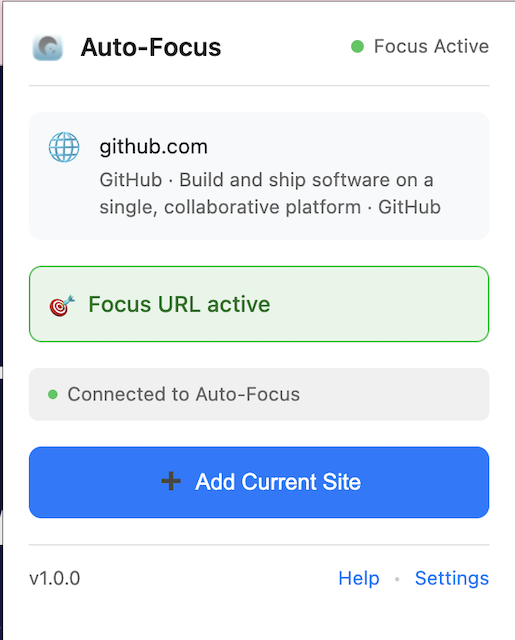 Auto-Focus
Focus Active
github.com
GitHub · Build and ship software on a
single, collaborative platform · GitHub
Focus URL active
Connected to Auto-Focus
Add Current Site
v1.0.0
Help · Settings